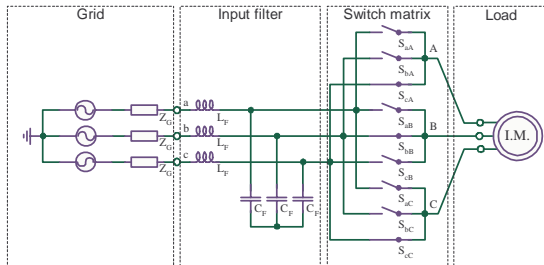 Grid Input filter Switch matrix Load
S_aA
A
S_bA
a
S_cA
Z_G L_F
b
S_aB
B
Z_G L_F
S_bB
I.M.
c
Z_G L_F
S_cB
C_F C_F C_F
S_aC
C
S_bC
S_cC